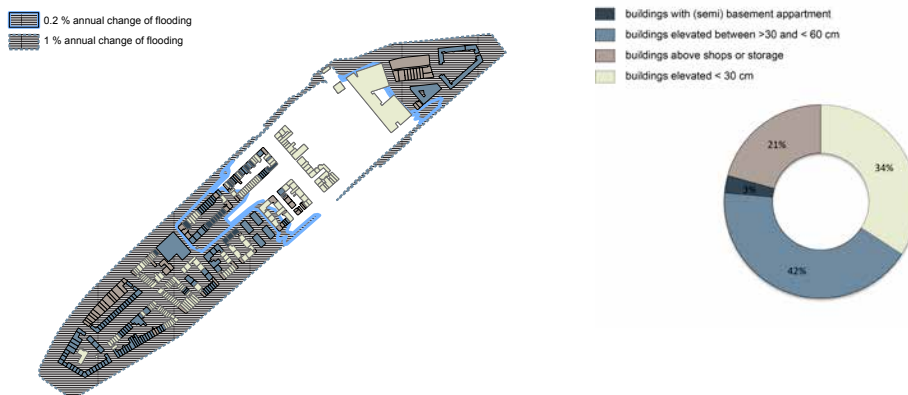 0.2 % annual change of flooding
1 % annual change of flooding
buildings with (semi) basement appartment
buildings elevated between >30 and < 60 cm
buildings above shops or storage
buildings elevated < 30 cm
21%
34%
3%
42%